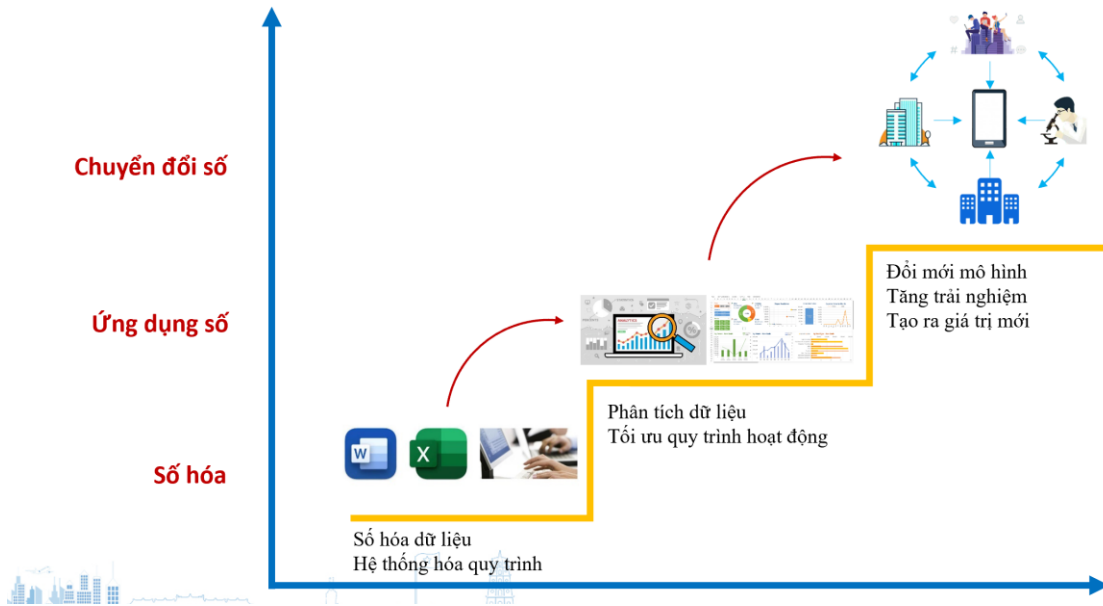 Chuyển đổi số
Đổi mới mô hình
Tăng trải nghiệm
Tạo ra giá trị mới
Ứng dụng số
ANALYTICS
Phân tích dữ liệu
Tối ưu quy trình hoạt động
W
X
Số hóa
Số hóa dữ liệu
Hệ thống hóa quy trình